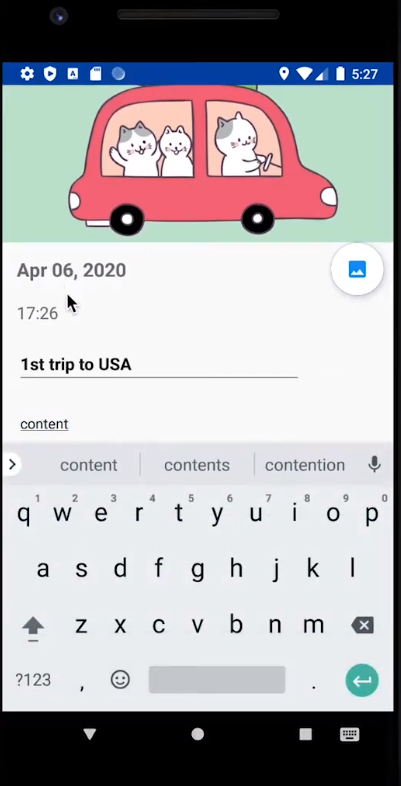 5:27
Apr 06, 2020
17:26
1st trip to USA
content
content contents contention
1 2 3 4 5 6 7 8 9 0
q w e r t y u i o p
a s d f g h j k l
z x c v b n m
?123 , .